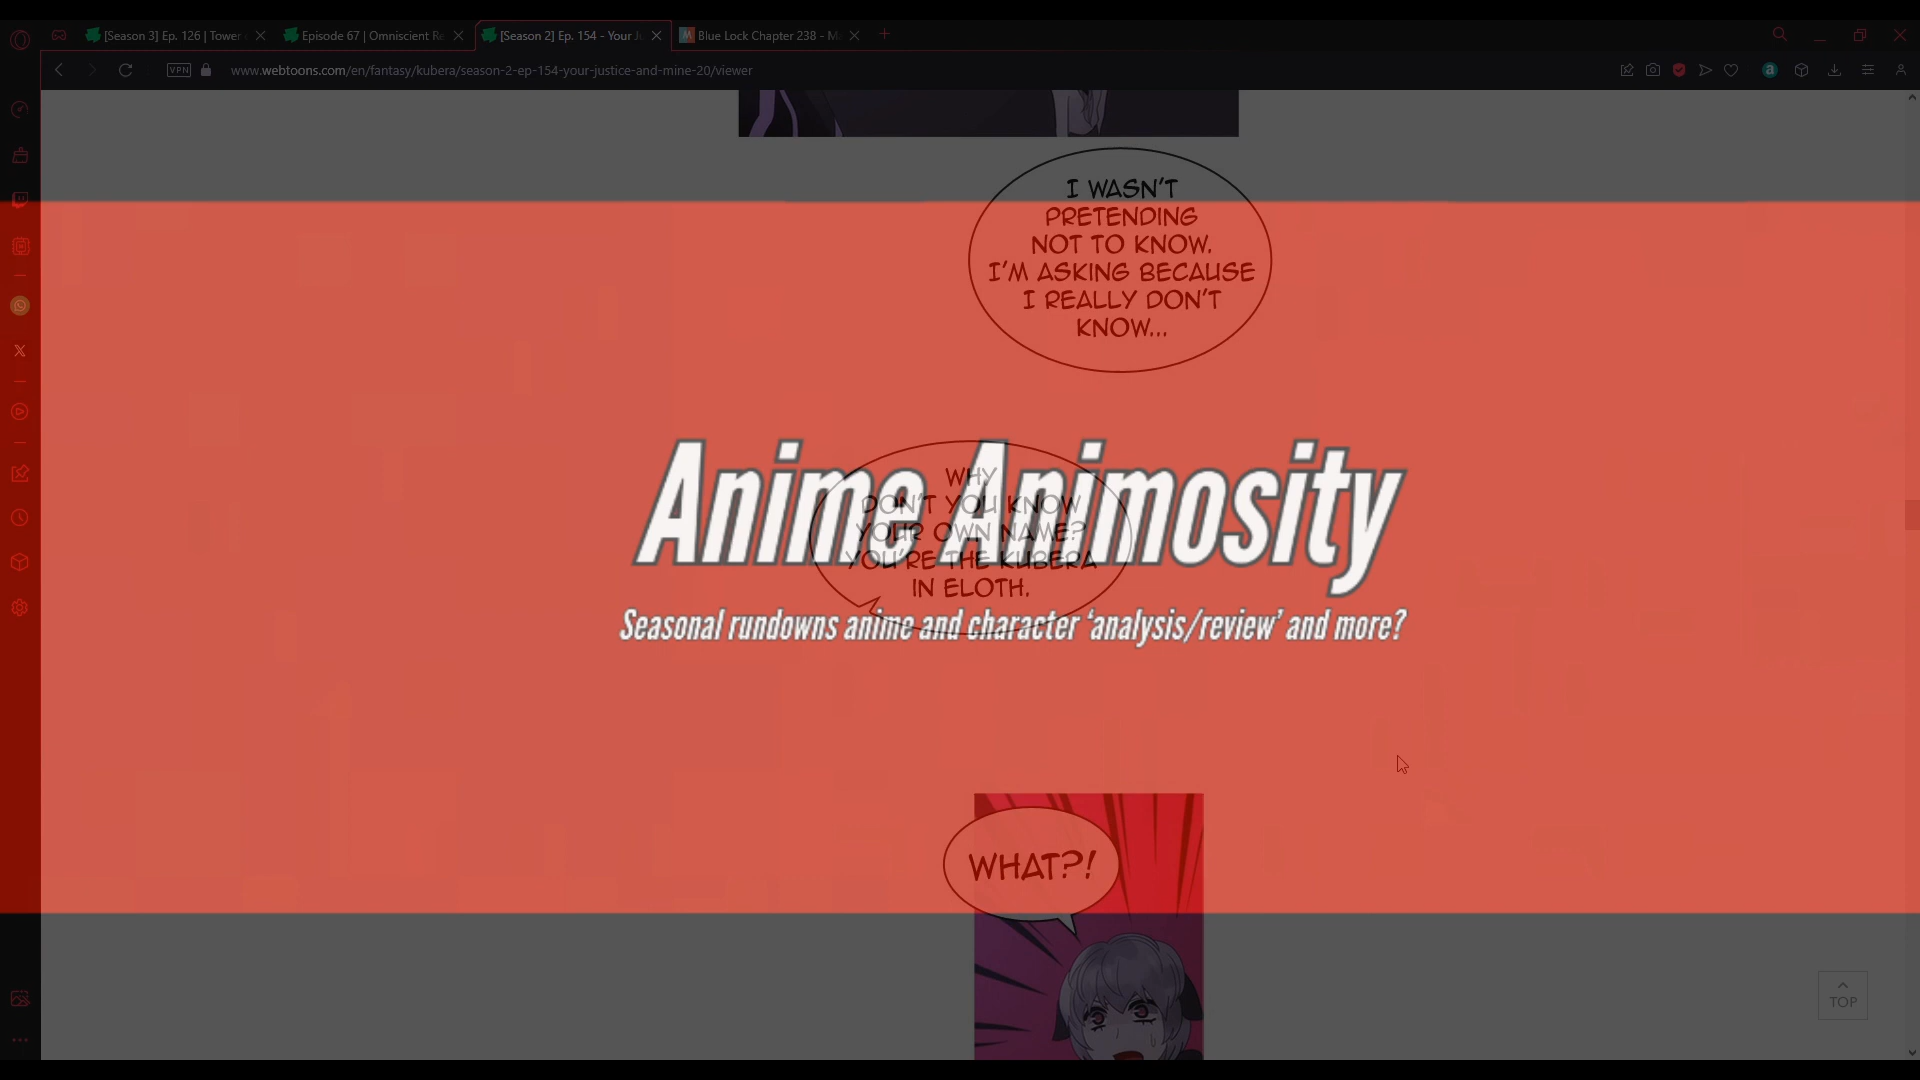 [Season 3] Ep. 126 | Tower
Episode 67 | Omniscient Re
[Season 2] Ep. 154 - Your Ju
Blue Lock Chapter 238 - M
VPN
www.webtoons.com/en/fantasy/kubera/season-2-ep-154-your-justice-and-mine-20/viewer
I WASN'T
PRETENDING
NOT TO KNOW.
I'M ASKING BECAUSE
I REALLY DON'T
KNOW...
Anime Animosity
WHY
DON'T YOU KNOW
YOUR OWN NAME?
YOU'RE THE KUBERA
IN ELOTH.
Seasonal rundowns anime and character ‘analysis/review’ and more?
WHAT?!
TOP